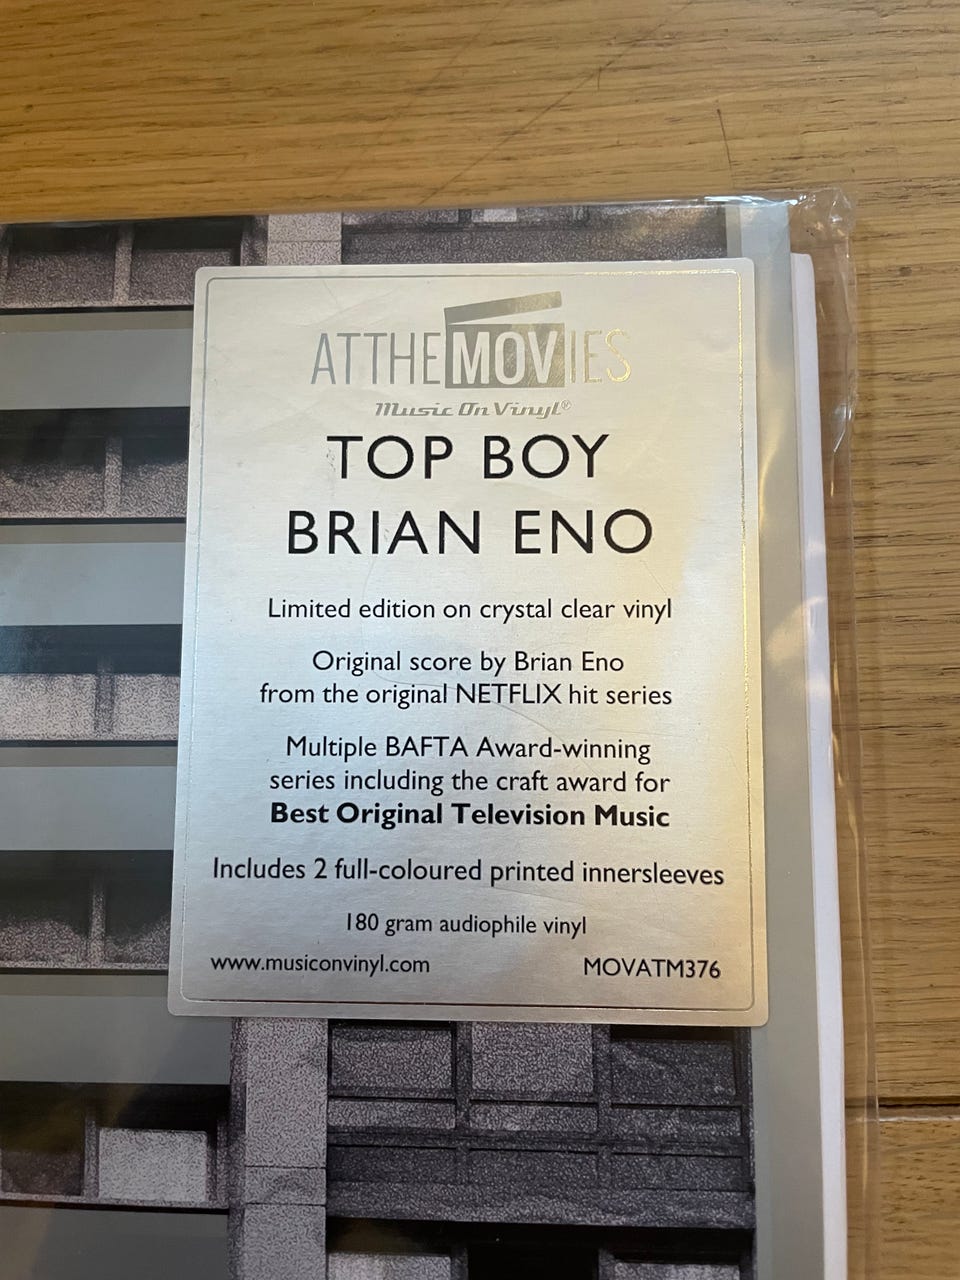 ATTHEMOVIES
Music On Vinyl®
TOP BOY
BRIAN ENO
Limited edition on crystal clear vinyl
Original score by Brian Eno
from the original NETFLIX hit series
Multiple BAFTA Award-winning
series including the craft award for
Best Original Television Music
Includes 2 full-coloured printed innersleeves
180 gram audiophile vinyl
www.musiconvinyl.com MOVATM376